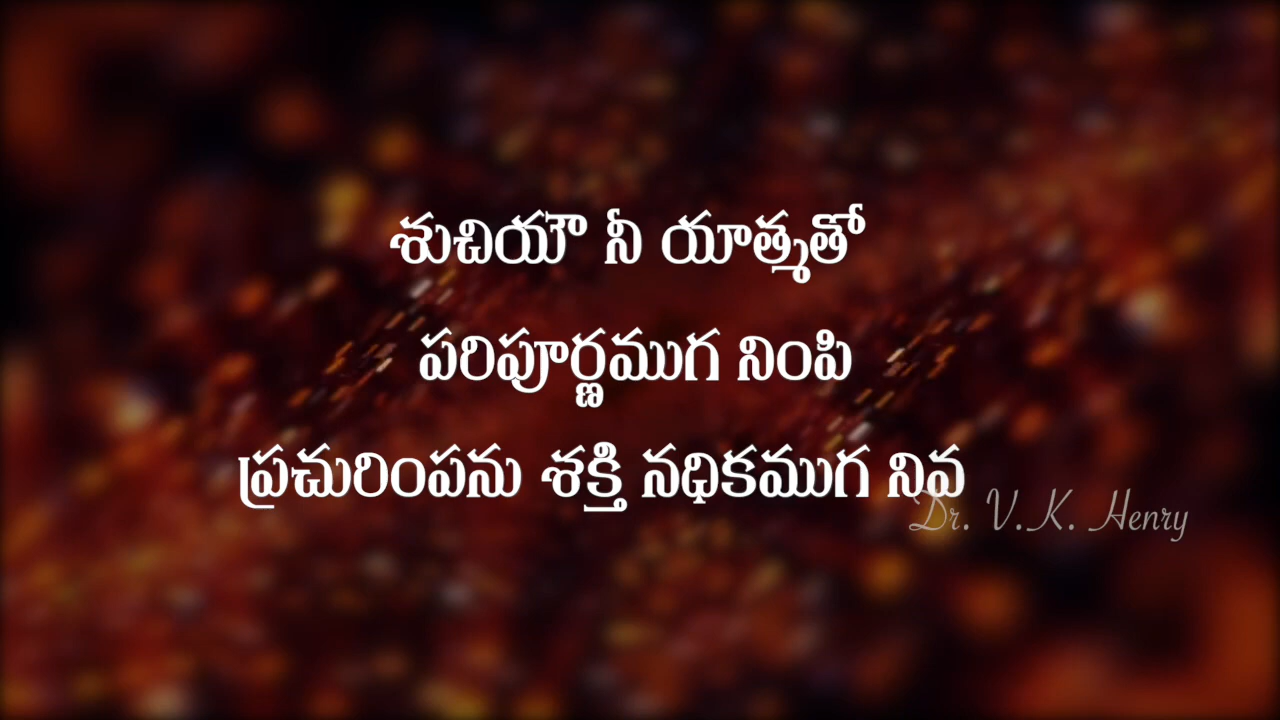 శుచియౌ నీ యాత్మతో
పరిపూర్ణముగ నింపి
ప్రచురింపను శక్తి నధికముగ నివ
Dr. V. K. Henry